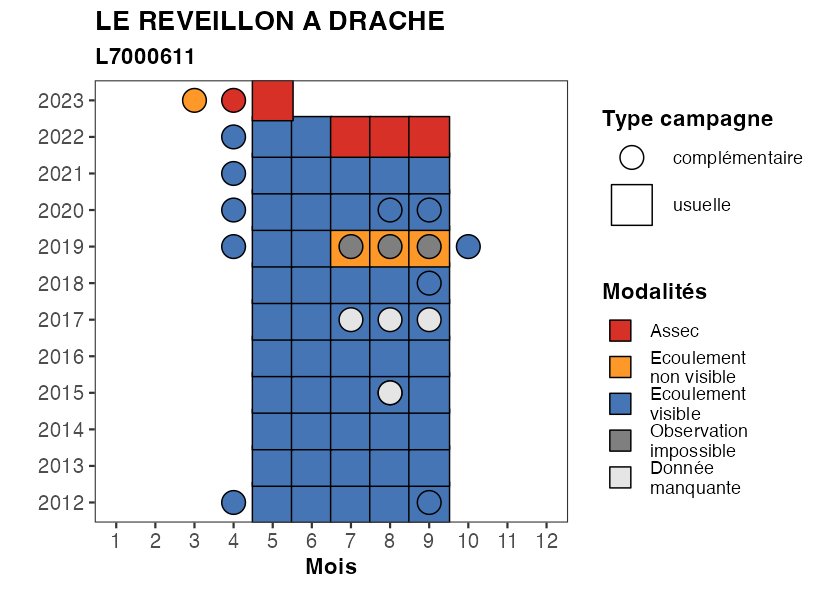 LE REVEILLON A DRACHE
L7000611
2023
2022
2021
2020
2019
2018
2017
2016
2015
2014
2013
2012
1 2 3 4 5 6 7 8 9 10 11 12
Mois
Type campagne
complémentaire
usuelle
Modalités
Assec
Ecoulement
non visible
Ecoulement
visible
Observation
impossible
Donnée
manquante